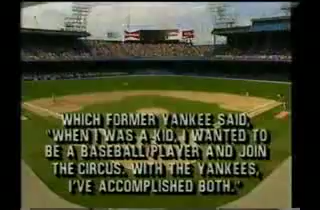 WHICH FORMER YANKEE SAID,
"WHEN I WAS A KID, I WANTED TO
BE A BASEBALL PLAYER AND JOIN
THE CIRCUS. WITH THE YANKEES,
I'VE ACCOMPLISHED BOTH."